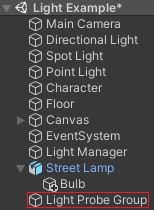 Light Example*
Main Camera
Directional Light
Spot Light
Point Light
Character
Floor
Canvas
EventSystem
Light Manager
Street Lamp
Bulb
Light Probe Group